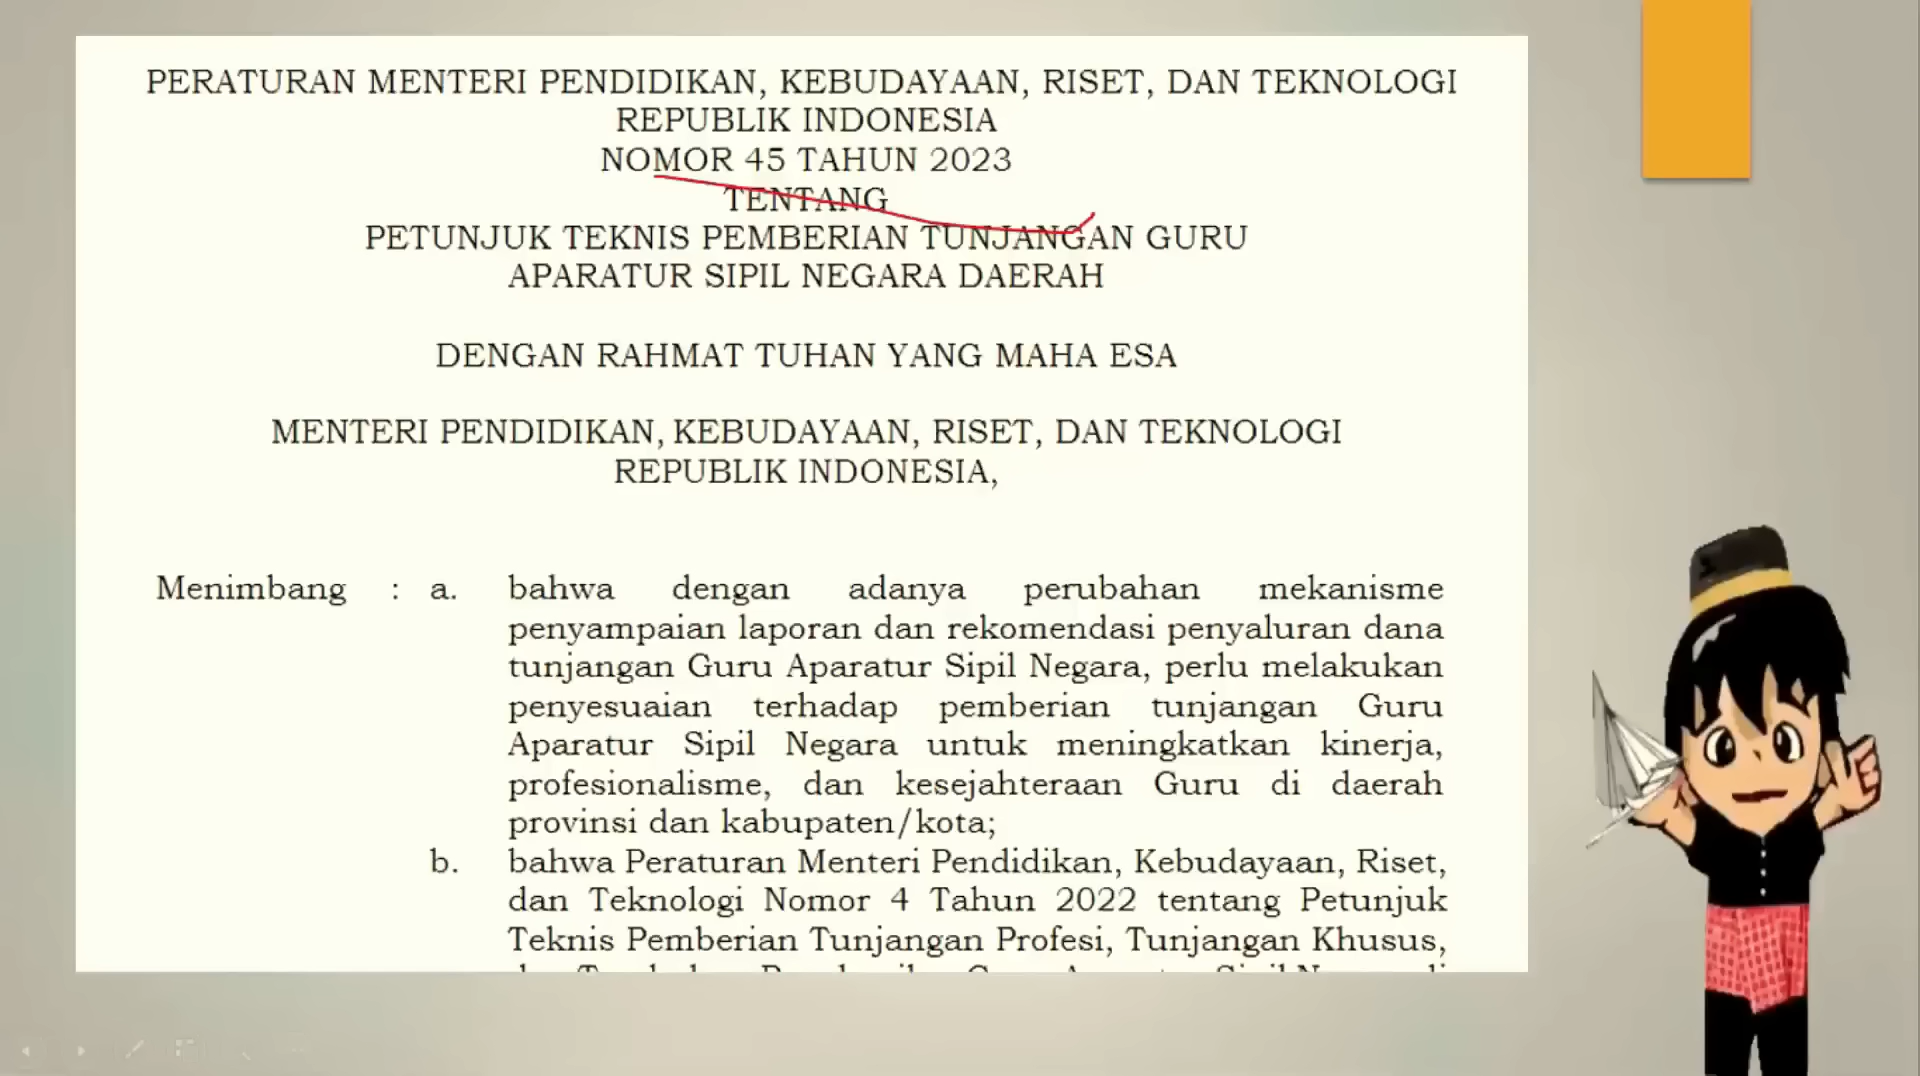 PERATURAN MENTERI PENDIDIKAN, KEBUDAYAAN, RISET, DAN TEKNOLOGI
REPUBLIK INDONESIA
NOMOR 45 TAHUN 2023
TENTANG
PETUNJUK TEKNIS PEMBERIAN TUNJANGAN GURU
APARATUR SIPIL NEGARA DAERAH
DENGAN RAHMAT TUHAN YANG MAHA ESA
MENTERI PENDIDIKAN, KEBUDAYAAN, RISET, DAN TEKNOLOGI
REPUBLIK INDONESIA,
Menimbang : a. bahwa dengan adanya perubahan mekanisme
penyampaian laporan dan rekomendasi penyaluran dana
tunjangan Guru Aparatur Sipil Negara, perlu melakukan
penyesuaian terhadap pemberian tunjangan Guru
Aparatur Sipil Negara untuk meningkatkan kinerja,
profesionalisme, dan kesejahteraan Guru di daerah
provinsi dan kabupaten/kota;
b. bahwa Peraturan Menteri Pendidikan, Kebudayaan, Riset,
dan Teknologi Nomor 4 Tahun 2022 tentang Petunjuk
Teknis Pemberian Tunjangan Profesi, Tunjangan Khusus,